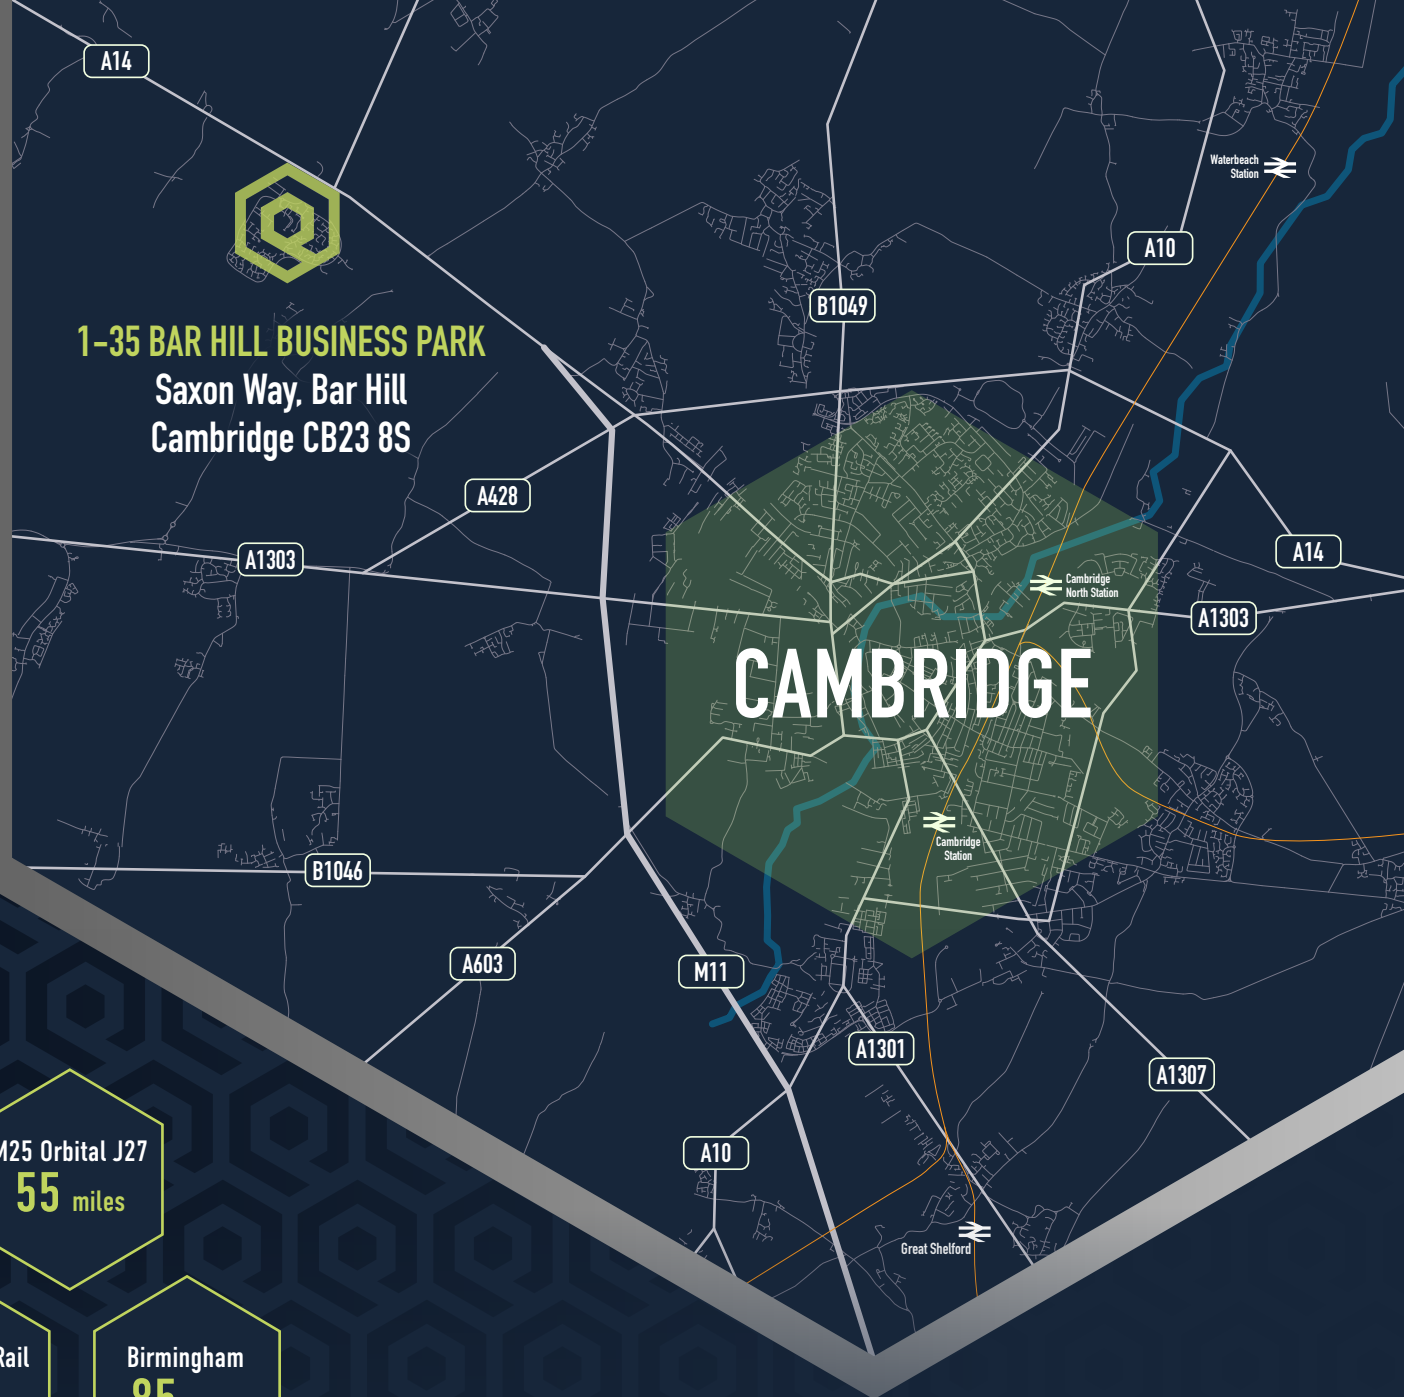 A14
Waterbeach
Station
A10
B1049
1-35 BAR HILL BUSINESS PARK
Saxon Way, Bar Hill
Cambridge CB23 8S
A428
A1303
A14
Cambridge
North Station
A1303
CAMBRIDGE
Cambridge
Station
B1046
A603
M11
A1301
A1307
A10
M25 Orbital J27
55 miles
Great Shelford
Rail
Birmingham
85